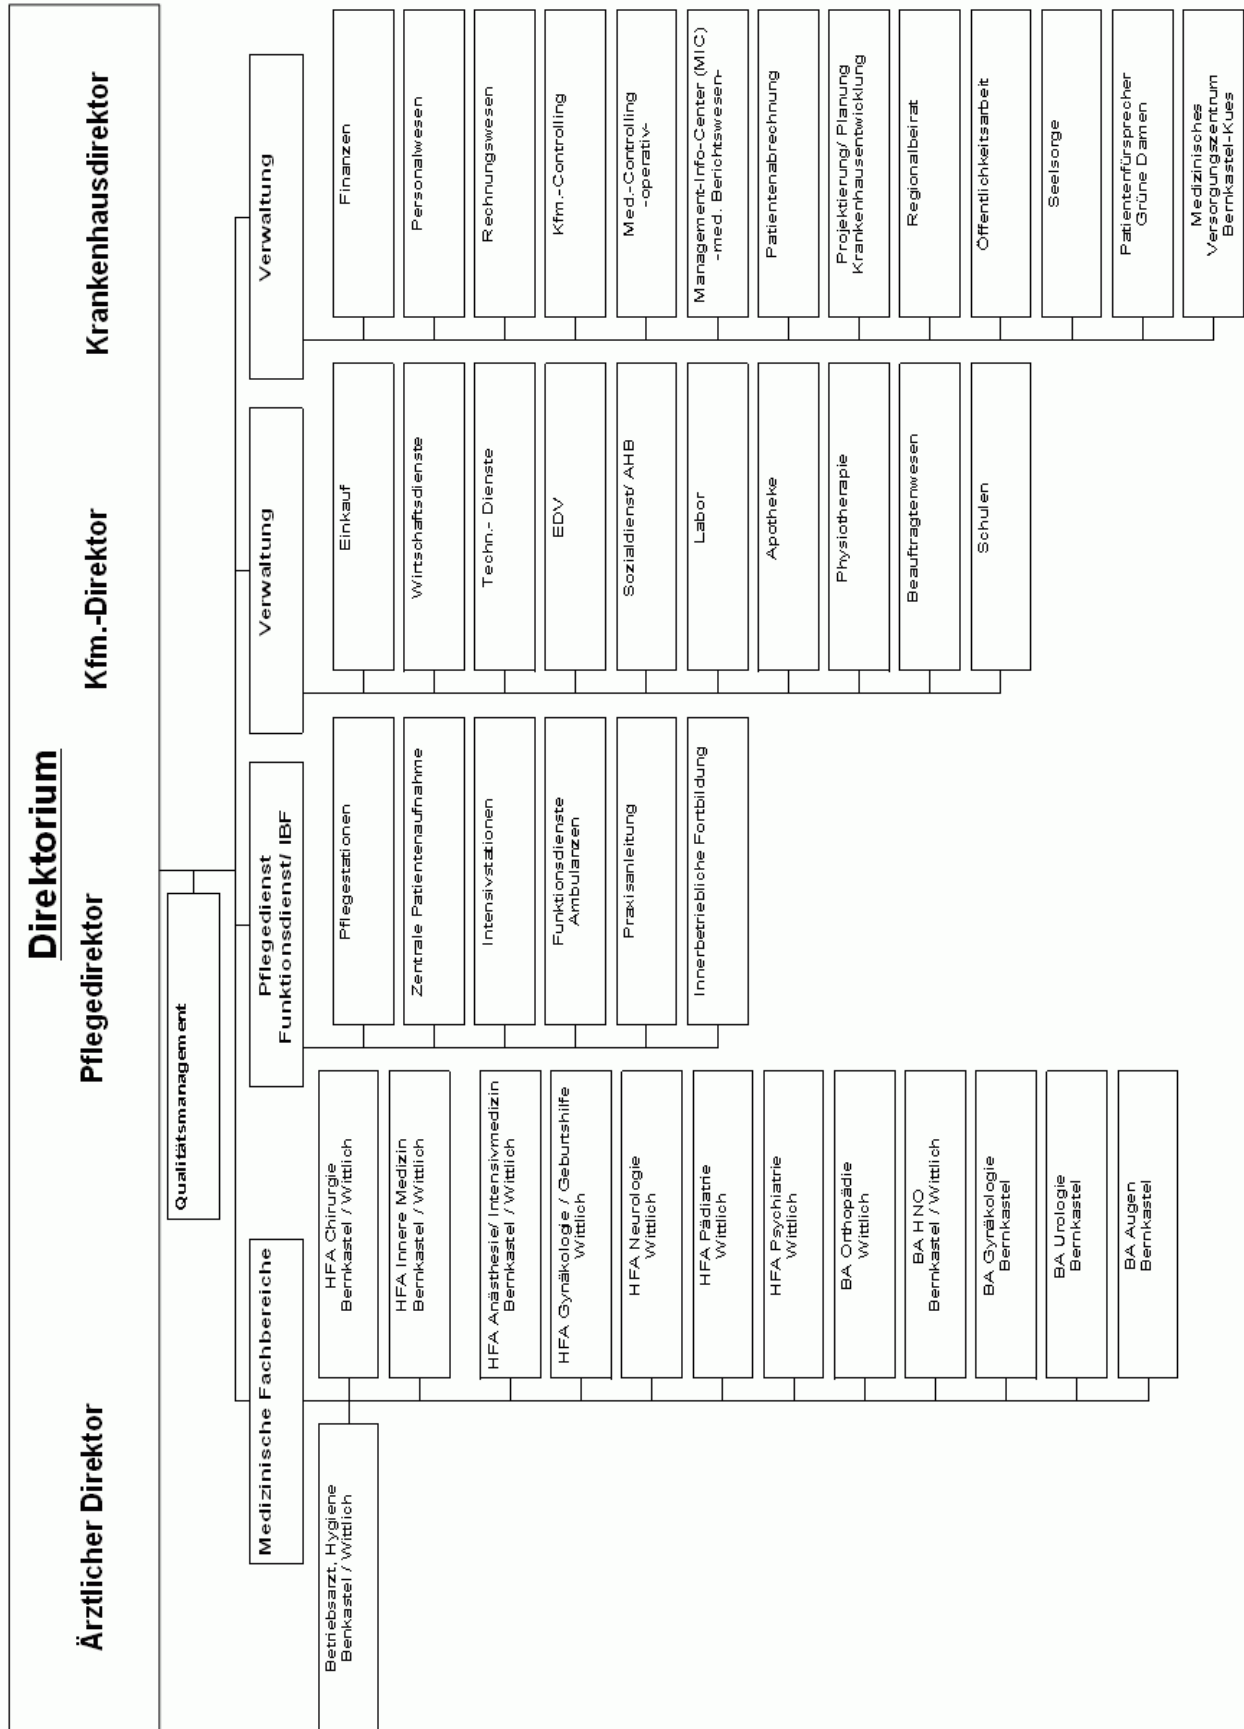 Direktorium
Ärztlicher Direktor
Pflegedirektor
Kfm.-Direktor
Krankenhausdirektor
Qualitätsmanagement
Medizinische Fachbereiche
Betriebsarzt, Hygiene
Benkastel / Wittlich
HFA Chirurgie
Bernkastel / Wittlich
HFA Innere Medizin
Bernkastel / Wittlich
HFA Anästhesie/ Intensivmedizin
Bernkastel / Wittlich
HFA Gynäkologie / Geburtshilfe
Wittlich
HFA Neurologie
Wittlich
HFA Pädiatrie
Wittlich
HFA Psychiatrie
Wittlich
BA Orthopädie
Wittlich
BA HNO
Bernkastel / Wittlich
BA Gynäkologie
Bernkastel
BA Urologie
Bernkastel
BA Augen
Bernkastel
Pflegedienst
Funktionsdienst/ IBF
Pflegestationen
Zentrale Patientenaufnahme
Intensivstationen
Funktionsdienste
Ambulanzen
Praxisanleitung
Innerbetriebliche Fortbildung
Verwaltung
Einkauf
Wirtschaftsdienste
Techn.- Dienste
EDV
Sozialdienst/ AHB
Labor
Apotheke
Physiotherapie
Beauftragtenwesen
Schulen
Verwaltung
Finanzen
Personalwesen
Rechnungswesen
Kfm.-Controlling
Med.-Controlling
-operativ-
Management-Info-Center (MIC)
-med. Berichtswesen-
Patientenabrechnung
Projektierung/ Planung
Krankenhausentwicklung
Regionalbeirat
Öffentlichkeitsarbeit
Seelsorge
Patientenfürsprecher
Grüne Damen
Medizinisches
Versorgungszentrum
Bernkastel-Kues